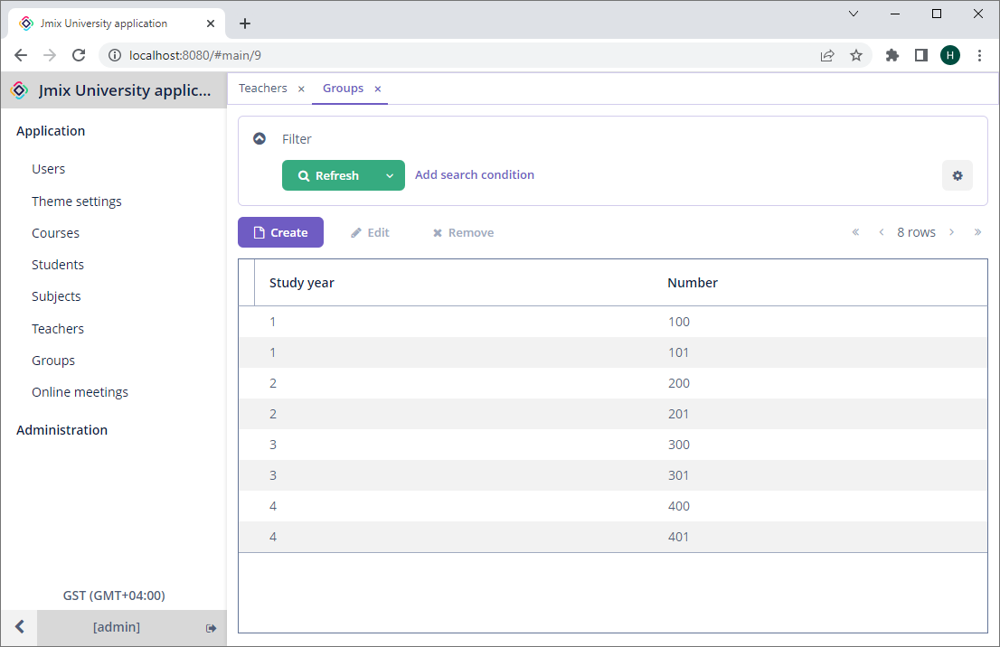 Jmix University application
localhost:8080/#main/9
H
Jmix University applic...
Teachers
Groups
Application
Users
Theme settings
Courses
Students
Subjects
Teachers
Groups
Online meetings
Administration
GST (GMT+04:00)
[admin]
Filter
Refresh
Add search condition
Create
Edit
Remove
8 rows
Study year Number
1 100
1 101
2 200
2 201
3 300
3 301
4 400
4 401